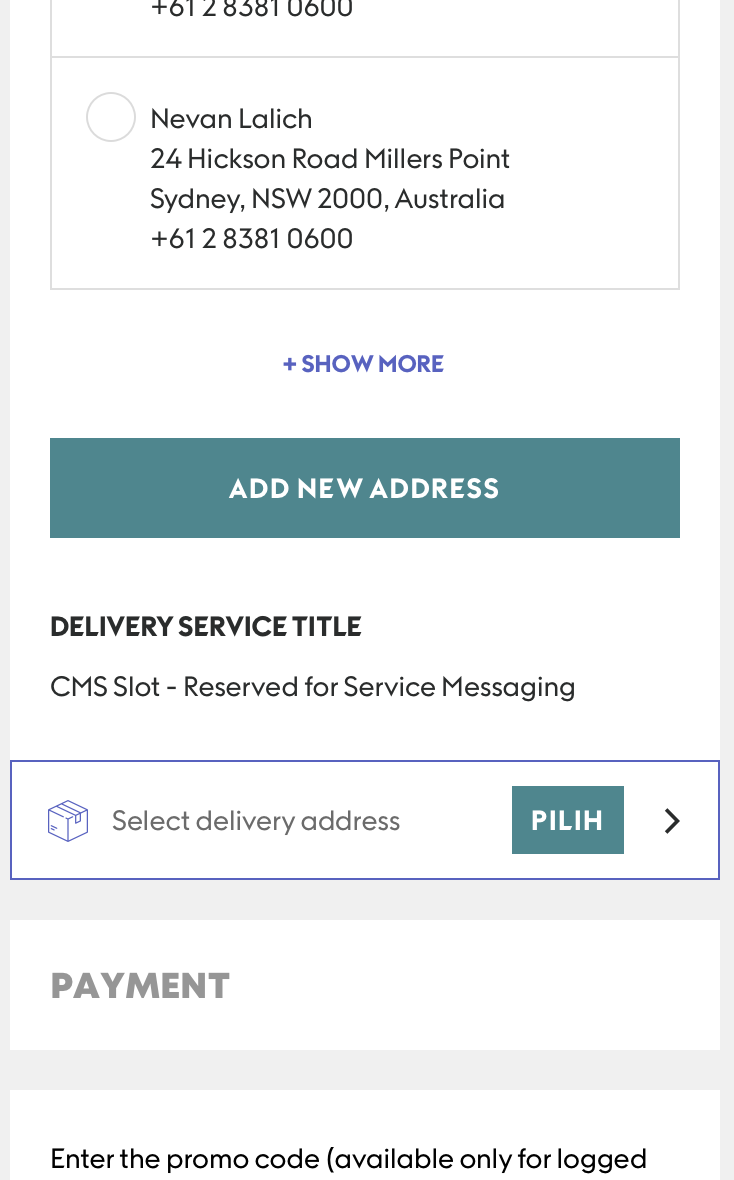 +61 2 8381 0600
Nevan Lalich
24 Hickson Road Millers Point
Sydney, NSW 2000, Australia
+61 2 8381 0600
+ SHOW MORE
ADD NEW ADDRESS
DELIVERY SERVICE TITLE
CMS Slot - Reserved for Service Messaging
Select delivery address
PILIH
PAYMENT
Enter the promo code (available only for logged